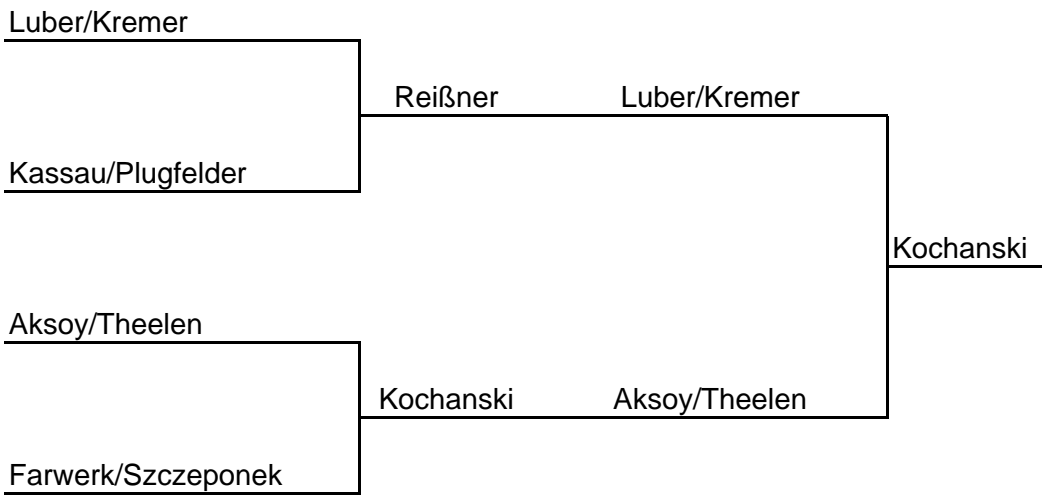 Luber/Kremer
Reißner Luber/Kremer
Kassau/Plugfelder
Kochanski
Aksoy/Theelen
Kochanski Aksoy/Theelen
Farwerk/Szczeponek